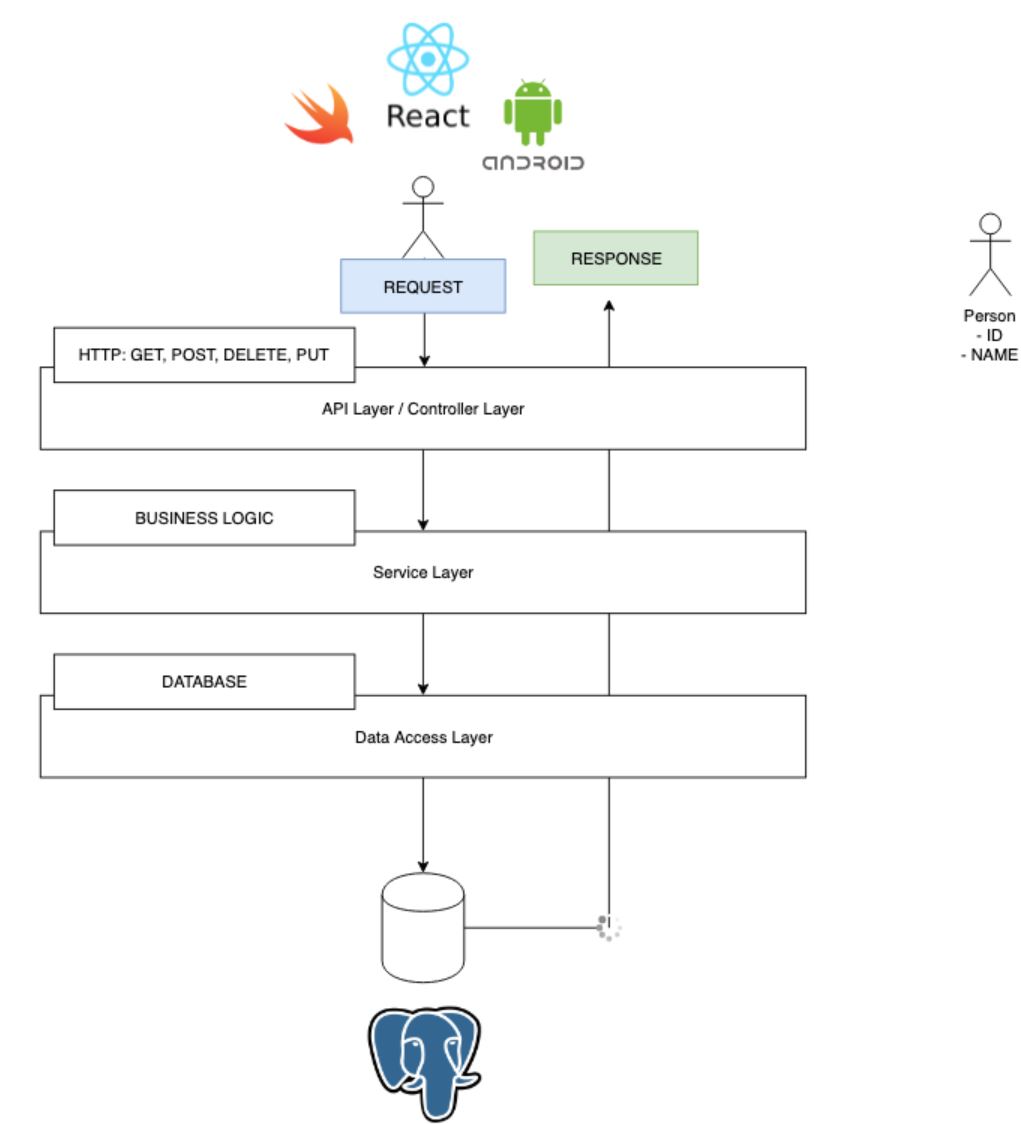 React
ANDROID
REQUEST
RESPONSE
Person
- ID
- NAME
HTTP: GET, POST, DELETE, PUT
API Layer / Controller Layer
BUSINESS LOGIC
Service Layer
DATABASE
Data Access Layer